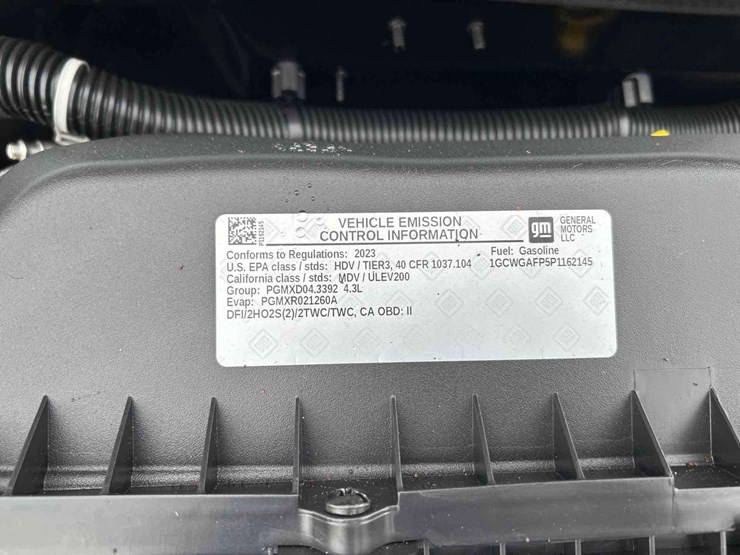 P1162145
VEHICLE EMISSION
CONTROL INFORMATION
gm
GENERAL
MOTORS
LLC
Conforms to Regulations: 2023
Fuel: Gasoline
U.S. EPA class / stds: HDV / TIER3, 40 CFR 1037.104
1GCWGAFP5P1162145
California class / stds: MDV / ULEV200
Group: PGMXD04.3392 4.3L
Evap: PGMXR021260A
DFI/2HO2S(2)/2TWC/TWC, CA OBD: II